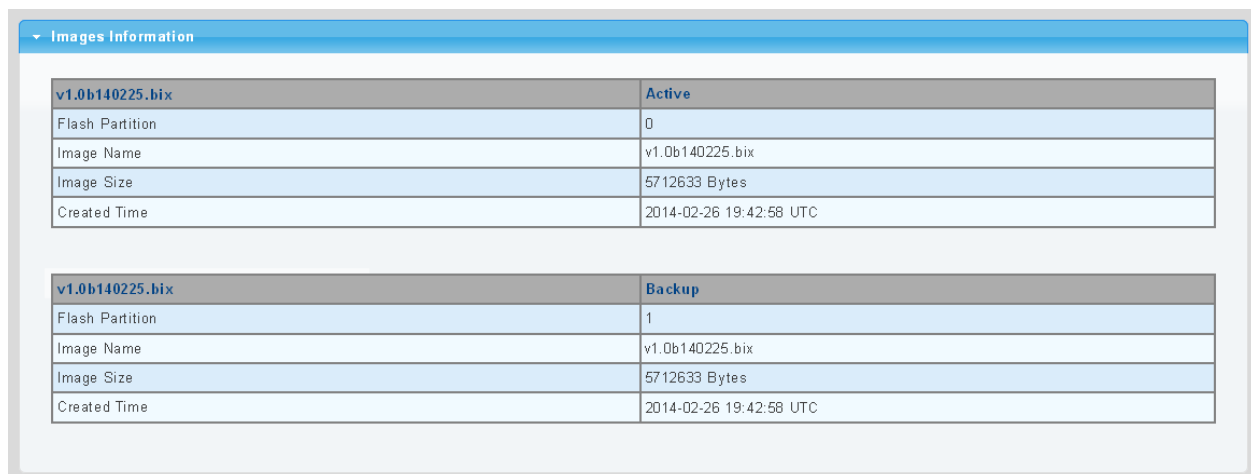 Images Information
v1.0b140225.bix Active
Flash Partition 0
Image Name v1.0b140225.bix
Image Size 5712633 Bytes
Created Time 2014-02-26 19:42:58 UTC
v1.0b140225.bix Backup
Flash Partition 1
Image Name v1.0b140225.bix
Image Size 5712633 Bytes
Created Time 2014-02-26 19:42:58 UTC